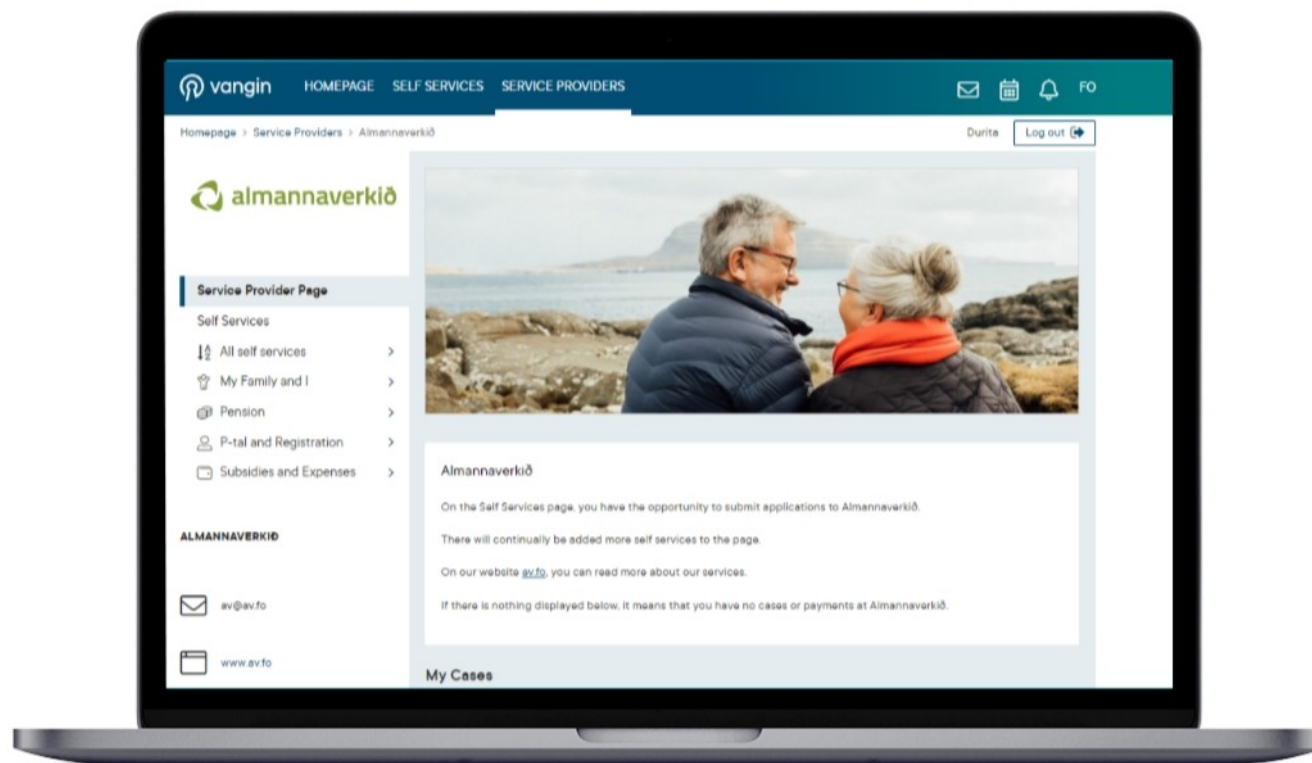 vangin HOMEPAGE SELF SERVICES SERVICE PROVIDERS FO
Homepage > Service Providers > Almannaverkið
Durita Log out
almannaverkið
Service Provider Page
Self Services
All self services >
My Family and I >
Pension >
P-tal and Registration >
Subsidies and Expenses >
ALMANNAVERKIÐ
av@av.fo
www.av.fo
Almannaverkið
On the Self Services page, you have the opportunity to submit applications to Almannaverkið.
There will continually be added more self services to the page.
On our website av.fo, you can read more about our services.
If there is nothing displayed below, it means that you have no cases or payments at Almannaverkið.
My Cases